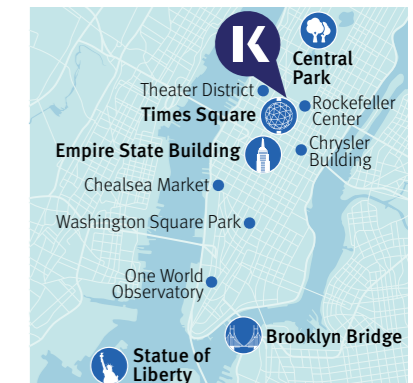 K
Central
Park
Theater District
Rockefeller
Center
Times Square
Chrysler
Building
Empire State Building
Chealsea Market
Washington Square Park
One World
Observatory
Brooklyn Bridge
Statue of
Liberty